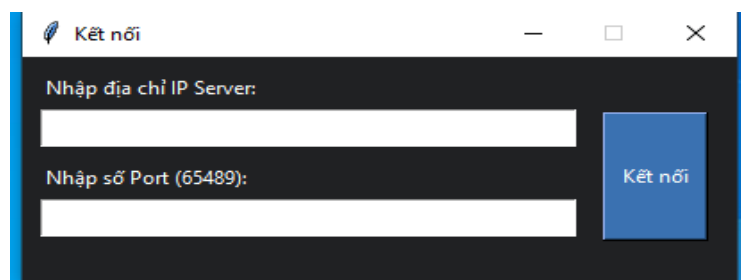 Kết nối
Nhập địa chỉ IP Server:
Nhập số Port (65489):
Kết nối